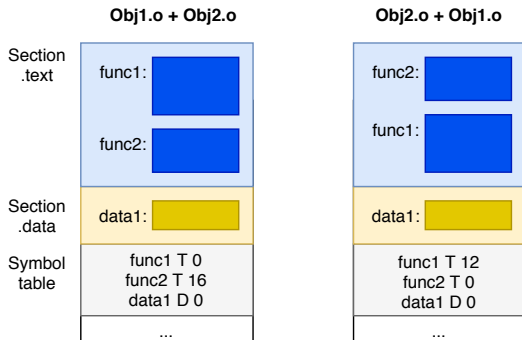 Obj1.o + Obj2.o
Obj2.o + Obj1.o
Section
.text
func1:
func2:
func2:
func1:
Section
.data
data1:
data1:
Symbol
table
func1 T 0
func2 T 16
data1 D 0
func1 T 12
func2 T 0
data1 D 0
...
...